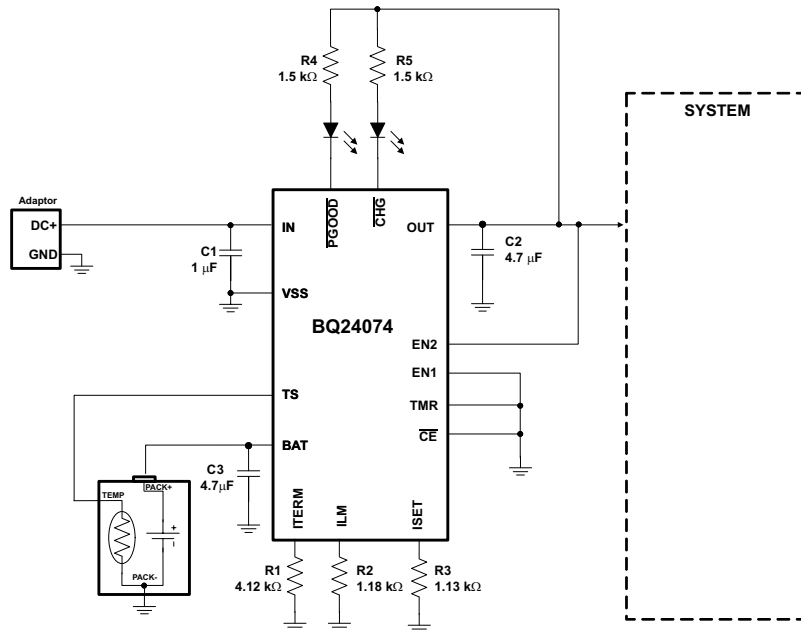 R4
1.5 kΩ
R5
1.5 kΩ
SYSTEM
Adaptor
DC+
GND
IN
PGOOD
CHG
OUT
C1
1 μF
C2
4.7 μF
VSS
BQ24074
EN2
EN1
TS
TMR
BAT
CE
C3
4.7μF
PACK+
TEMP
+
–
PACK-
ITERM
ILM
ISET
R1
4.12 kΩ
R2
1.18 kΩ
R3
1.13 kΩ